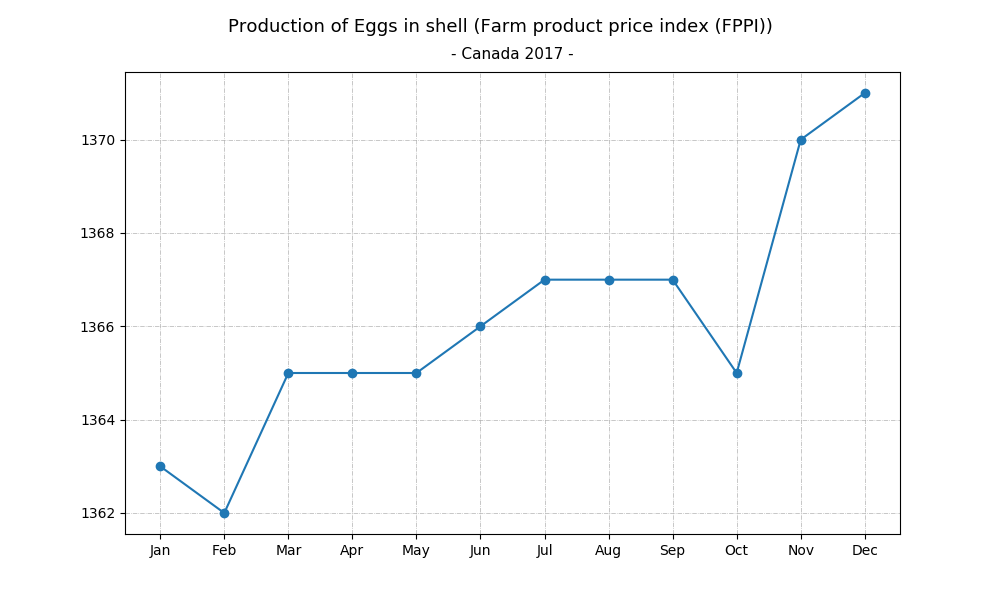 Production of Eggs in shell (Farm product price index (FPPI))
- Canada 2017 -
1370
1368
1366
1364
1362
Jan Feb Mar Apr May Jun Jul Aug Sep Oct Nov Dec